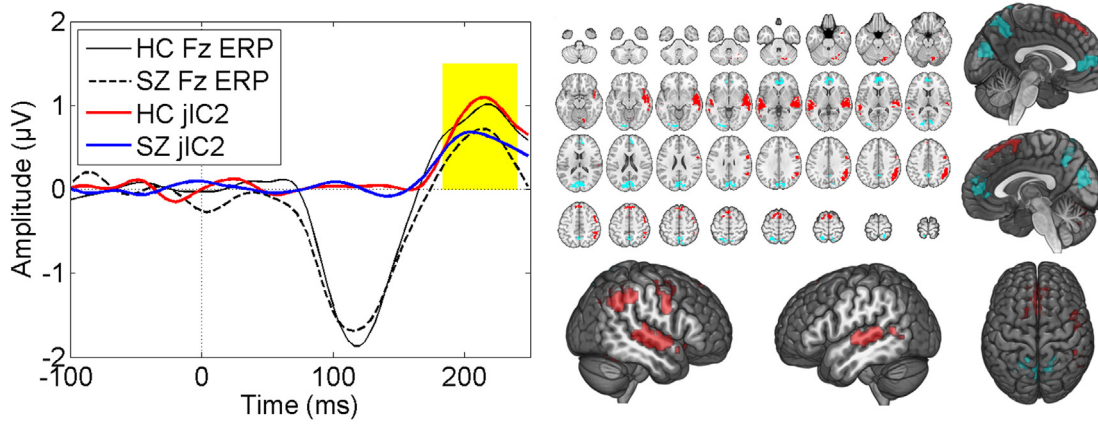 HC Fz ERP
SZ Fz ERP
HC jIC2
SZ jIC2
Amplitude (µV)
2
1
0
-1
-2
-100
0
100
200
Time (ms)